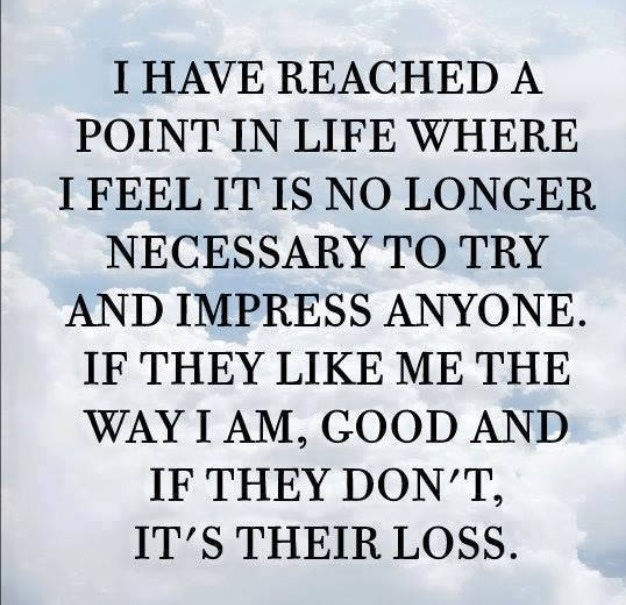 I HAVE REACHED A
POINT IN LIFE WHERE
I FEEL IT IS NO LONGER
NECESSARY TO TRY
AND IMPRESS ANYONE.
IF THEY LIKE ME THE
WAY I AM, GOOD AND
IF THEY DON'T,
IT'S THEIR LOSS.